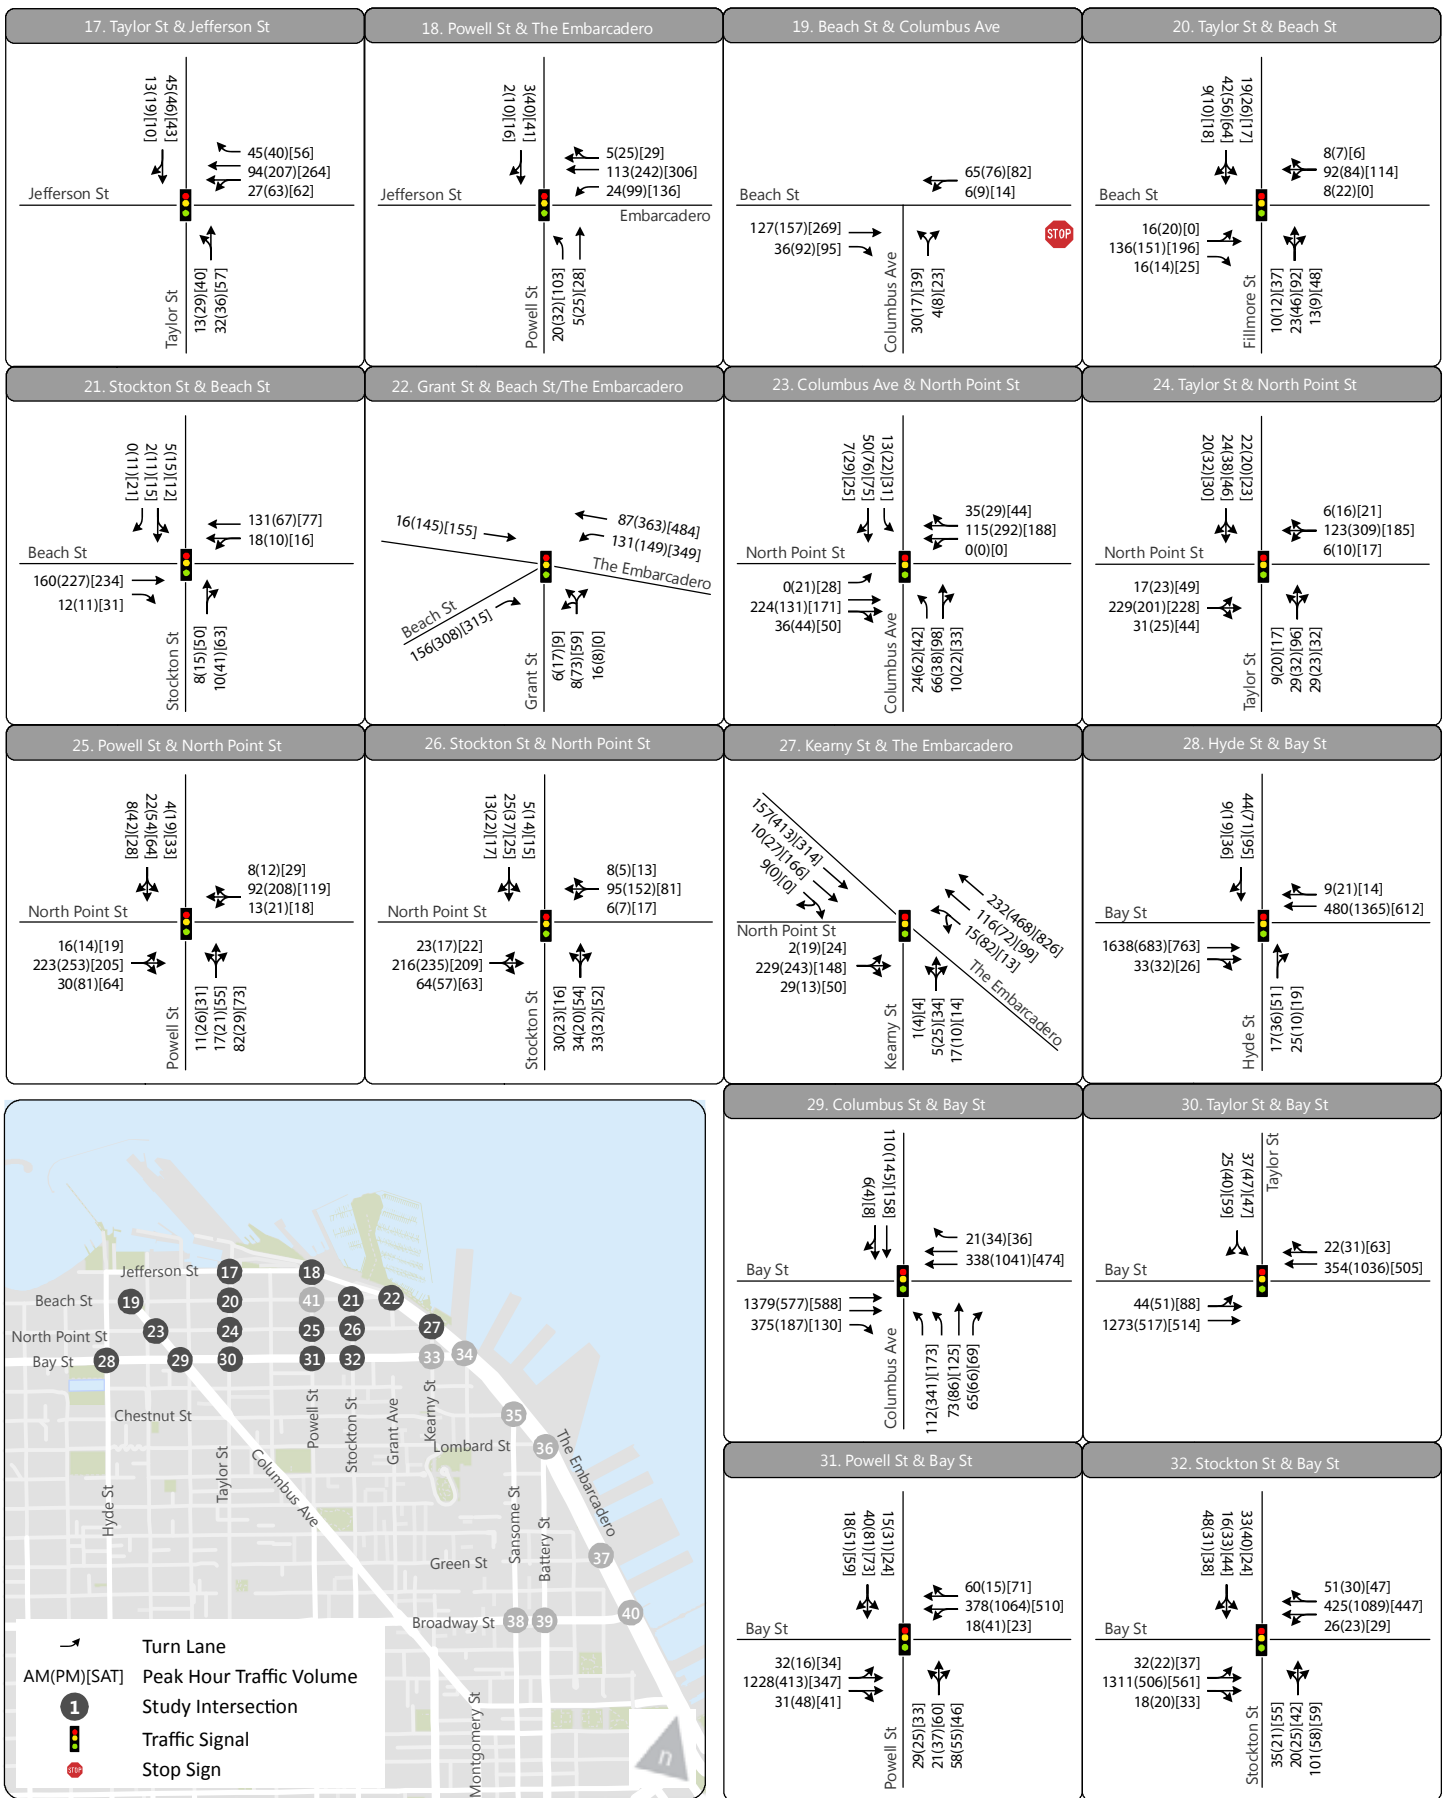 17. Taylor St & Jefferson St
13(19)[10]
45(46)[43]
45(40)[56]
94(207)[264]
27(63)[62]
Jefferson St
Taylor St
13(29)[40]
32(36)[57]
18. Powell St & The Embarcadero
2(10)[16]
3(40)[41]
5(25)[29]
113(242)[306]
24(99)[136]
Jefferson St
Embarcadero
Powell St
20(32)[103]
5(25)[28]
19. Beach St & Columbus Ave
65(76)[82]
6(9)[14]
Beach St
127(157)[269]
36(92)[95]
STOP
Columbus Ave
30(17)[39]
4(8)[23]
20. Taylor St & Beach St
9(10)[18]
42(56)[64]
19(26)[17]
8(7)[6]
92(84)[114]
8(22)[0]
Beach St
16(20)[0]
136(151)[196]
16(14)[25]
Fillmore St
10(12)[37]
23(46)[92]
13(9)[48]
21. Stockton St & Beach St
0(11)[21]
2(11)[15]
5(15)[12]
131(67)[77]
18(10)[16]
Beach St
160(227)[234]
12(11)[31]
Stockton St
8(15)[50]
10(41)[63]
22. Grant St & Beach St/The Embarcadero
16(145)[155]
87(363)[484]
131(149)[349]
The Embarcadero
Beach St
156(308)[315]
Grant St
6(17)[9]
8(73)[59]
16(8)[0]
23. Columbus Ave & North Point St
7(29)[25]
50(76)[75]
13(22)[31]
35(29)[44]
115(292)[188]
0(0)[0]
North Point St
0(21)[28]
224(131)[171]
36(44)[50]
Columbus Ave
24(62)[42]
66(38)[98]
10(22)[33]
24. Taylor St & North Point St
20(32)[30]
24(38)[46]
22(20)[23]
6(16)[21]
123(309)[185]
6(10)[17]
North Point St
17(23)[49]
229(201)[228]
31(25)[44]
Taylor St
9(20)[17]
29(32)[96]
29(23)[32]
25. Powell St & North Point St
8(42)[28]
22(54)[64]
4(19)[33]
8(12)[29]
92(208)[119]
13(21)[18]
North Point St
16(14)[19]
223(253)[205]
30(81)[64]
Powell St
11(26)[31]
17(21)[55]
82(29)[73]
26. Stockton St & North Point St
13(22)[17]
25(37)[25]
5(14)[15]
8(5)[13]
95(152)[81]
6(7)[17]
North Point St
23(17)[22]
216(235)[209]
64(57)[63]
Stockton St
30(23)[16]
34(20)[54]
33(32)[52]
27. Kearny St & The Embarcadero
157(413)[314]
10(27)[166]
9(0)[0]
232(468)[826]
116(72)[99]
15(82)[13]
North Point St
2(19)[24]
229(243)[148]
29(13)[50]
The Embarcadero
Kearny St
1(4)[4]
5(25)[34]
17(10)[14]
28. Hyde St & Bay St
9(19)[36]
44(71)[95]
9(21)[14]
480(1365)[612]
Bay St
1638(683)[763]
33(32)[26]
Hyde St
17(36)[51]
25(10)[19]
29. Columbus St & Bay St
6(4)[8]
110(145)[158]
21(34)[36]
338(1041)[474]
Bay St
1379(577)[588]
375(187)[130]
Columbus Ave
112(341)[173]
73(86)[125]
65(66)[69]
30. Taylor St & Bay St
Taylor St
25(40)[59]
37(47)[47]
22(31)[63]
354(1036)[505]
Bay St
44(51)[88]
1273(517)[514]
31. Powell St & Bay St
18(51)[59]
40(81)[73]
15(31)[24]
60(15)[71]
378(1064)[510]
18(41)[23]
Bay St
32(16)[34]
1228(413)[347]
31(48)[41]
Powell St
29(25)[33]
21(37)[60]
58(55)[46]
32. Stockton St & Bay St
48(31)[38]
16(33)[44]
33(40)[24]
51(30)[47]
425(1089)[447]
26(23)[29]
Bay St
32(22)[37]
1311(506)[561]
18(20)[33]
Stockton St
35(21)[55]
20(25)[42]
101(58)[59]
Jefferson St 17 18
Beach St 19 20 41 21 22
North Point St 23 24 25 26 27
Bay St 28 29 30 31 32 33 34
Chestnut St
Powell St
Stockton St
Grant Ave
Kearny St
35
Lombard St
36
The Embarcadero
Taylor St
Columbus Ave
Hyde St
Sansome St
Battery St
Green St
37
Broadway St 38 39 40
Montgomery St
n
Turn Lane
AM(PM)[SAT] Peak Hour Traffic Volume
1 Study Intersection
Traffic Signal
STOP Stop Sign